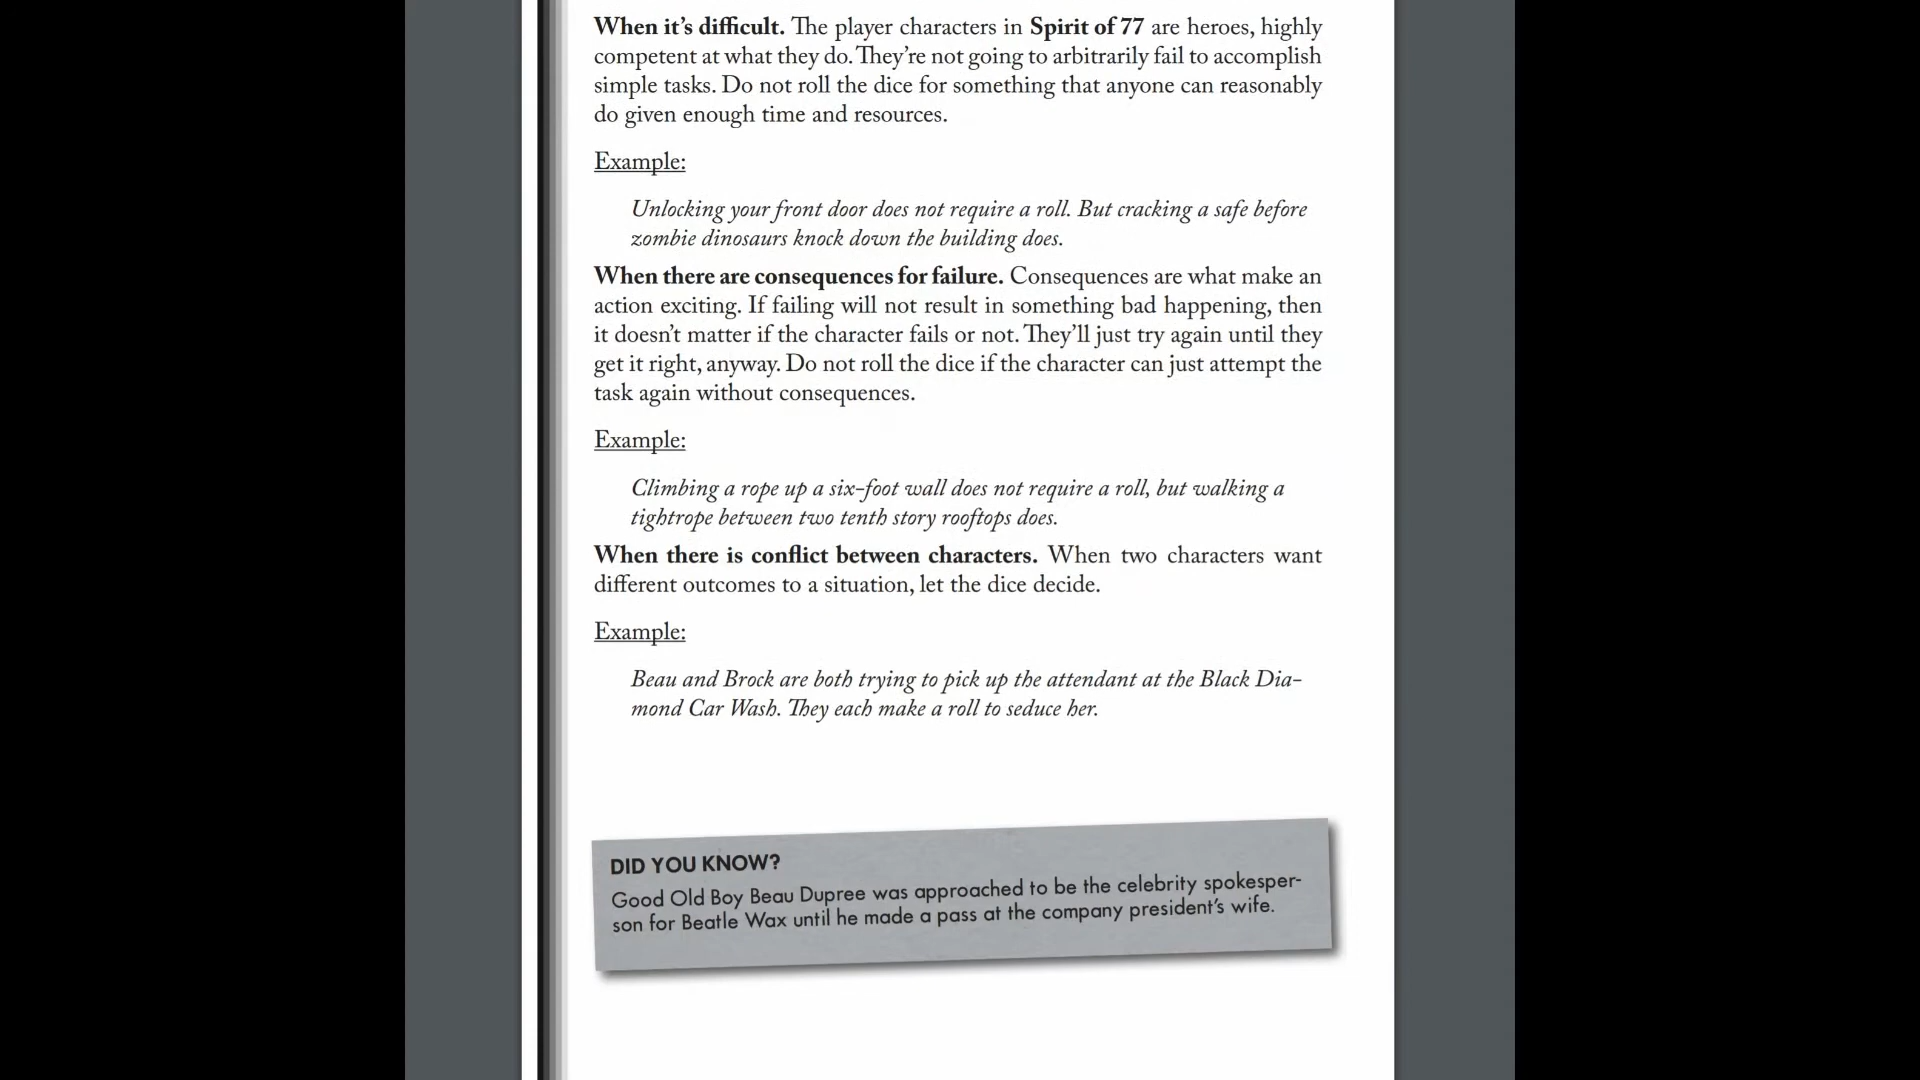 When it's difficult. The player characters in Spirit of 77 are heroes, highly
competent at what they do. They're not going to arbitrarily fail to accomplish
simple tasks. Do not roll the dice for something that anyone can reasonably
do given enough time and resources.
Example:
Unlocking your front door does not require a roll. But cracking a safe before
zombie dinosaurs knock down the building does.
When there are consequences for failure. Consequences are what make an
action exciting. If failing will not result in something bad happening, then
it doesn't matter if the character fails or not. They'll just try again until they
get it right, anyway. Do not roll the dice if the character can just attempt the
task again without consequences.
Example:
Climbing a rope up a six-foot wall does not require a roll, but walking a
tightrope between two tenth story rooftops does.
When there is conflict between characters. When two characters want
different outcomes to a situation, let the dice decide.
Example:
Beau and Brock are both trying to pick up the attendant at the Black Dia-
mond Car Wash. They each make a roll to seduce her.
DID YOU KNOW?
Good Old Boy Beau Dupree was approached to be the celebrity spokesper-
son for Beatle Wax until he made a pass at the company president's wife.